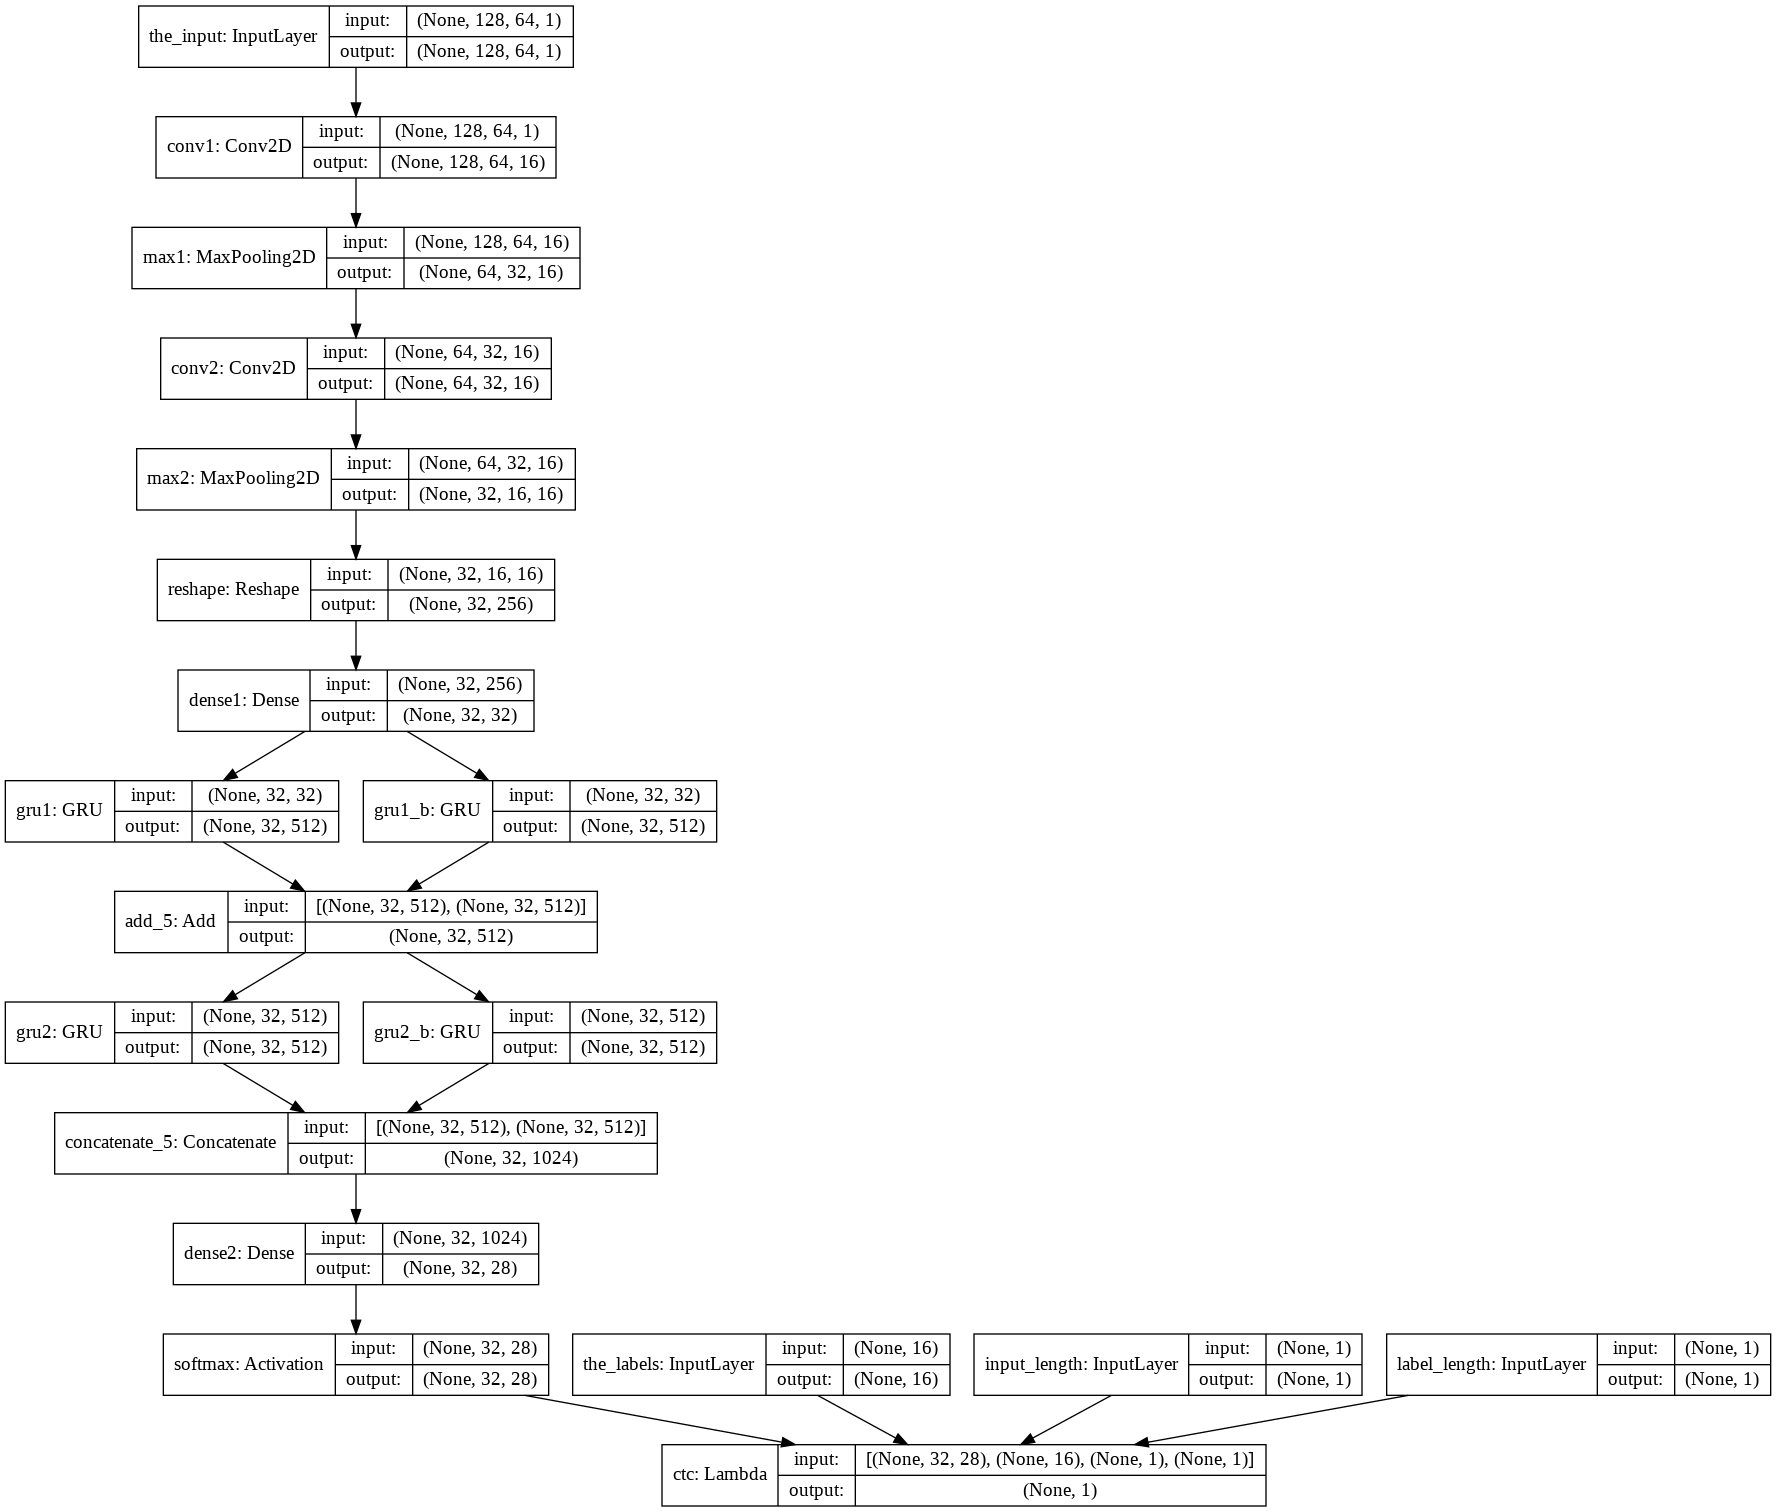 the_input: InputLayer
input: (None, 128, 64, 1)
output: (None, 128, 64, 1)
conv1: Conv2D
input: (None, 128, 64, 1)
output: (None, 128, 64, 16)
max1: MaxPooling2D
input: (None, 128, 64, 16)
output: (None, 64, 32, 16)
conv2: Conv2D
input: (None, 64, 32, 16)
output: (None, 64, 32, 16)
max2: MaxPooling2D
input: (None, 64, 32, 16)
output: (None, 32, 16, 16)
reshape: Reshape
input: (None, 32, 16, 16)
output: (None, 32, 256)
dense1: Dense
input: (None, 32, 256)
output: (None, 32, 32)
gru1: GRU
input: (None, 32, 32)
output: (None, 32, 512)
gru1_b: GRU
input: (None, 32, 32)
output: (None, 32, 512)
add_5: Add
input: [(None, 32, 512), (None, 32, 512)]
output: (None, 32, 512)
gru2: GRU
input: (None, 32, 512)
output: (None, 32, 512)
gru2_b: GRU
input: (None, 32, 512)
output: (None, 32, 512)
concatenate_5: Concatenate
input: [(None, 32, 512), (None, 32, 512)]
output: (None, 32, 1024)
dense2: Dense
input: (None, 32, 1024)
output: (None, 32, 28)
softmax: Activation
input: (None, 32, 28)
output: (None, 32, 28)
the_labels: InputLayer
input: (None, 16)
output: (None, 16)
input_length: InputLayer
input: (None, 1)
output: (None, 1)
label_length: InputLayer
input: (None, 1)
output: (None, 1)
ctc: Lambda
input: [(None, 32, 28), (None, 16), (None, 1), (None, 1)]
output: (None, 1)